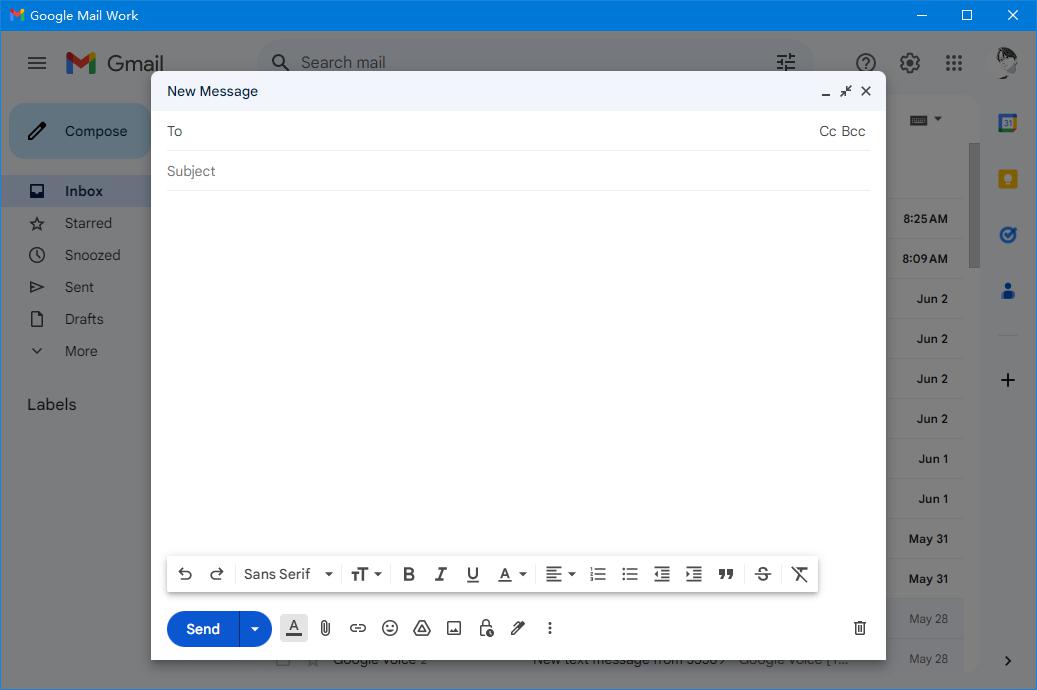 Google Mail Work
Gmail
Search mail
New Message
Compose
To
Cc Bcc
Subject
Inbox
Starred
8:25 AM
Snoozed
8:09 AM
Sent
Jun 2
Drafts
Jun 2
More
Jun 2
Labels
Jun 2
Jun 1
Jun 1
May 31
Sans Serif
May 31
Send
May 28
Google Voice 2
New text message from
Google Voice
May 28